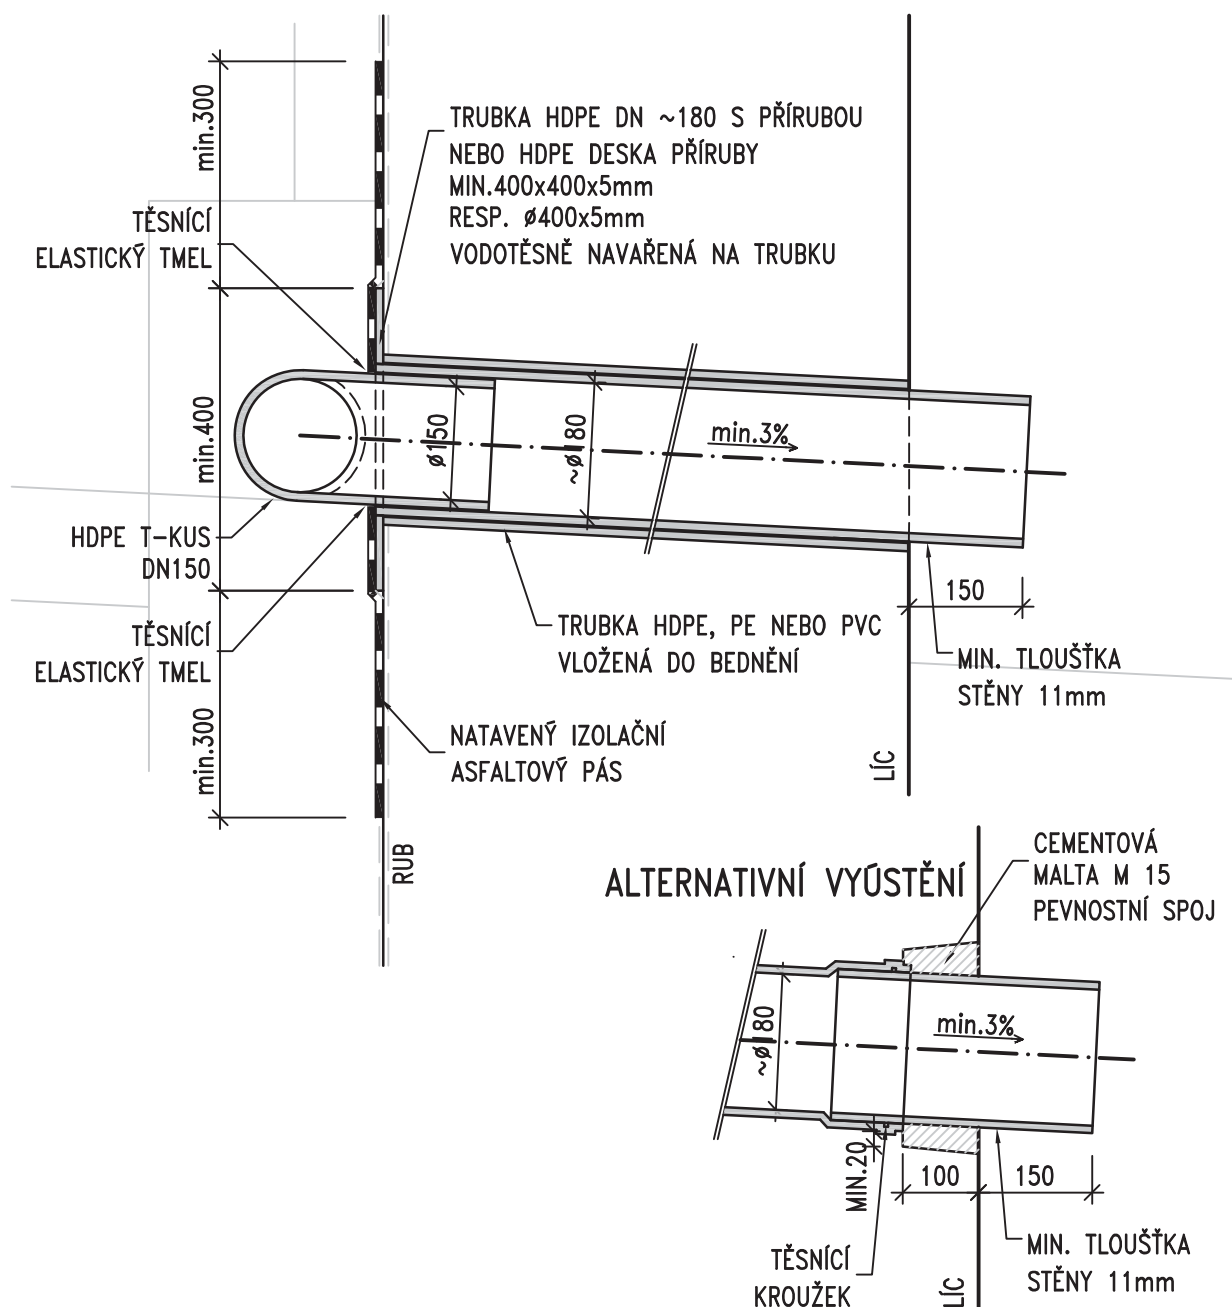 min.300
TRUBKA HDPE DN ~180 S PŘÍRUBOU
NEBO HDPE DESKA PŘÍRUBY
MIN.400x400x5mm
RESP. ø400x5mm
VODOTĚSNĚ NAVAŘENÁ NA TRUBKU
TĚSNÍCÍ
ELASTICKÝ TMEL
min.400
ø150
~ø180
min.3%
HDPE T-KUS
DN150
150
TĚSNÍCÍ
ELASTICKÝ TMEL
TRUBKA HDPE, PE NEBO PVC
VLOŽENÁ DO BEDNĚNÍ
MIN. TLOUŠŤKA
STĚNY 11mm
min.300
NATAVENÝ IZOLAČNÍ
ASFALTOVÝ PÁS
LÍC
RUB
ALTERNATIVNÍ VYÚSTĚNÍ
CEMENTOVÁ
MALTA M 15
PEVNOSTNÍ SPOJ
~ø180
min.3%
MIN.20
100
150
TĚSNÍCÍ
KROUŽEK
LÍC
MIN. TLOUŠŤKA
STĚNY 11mm